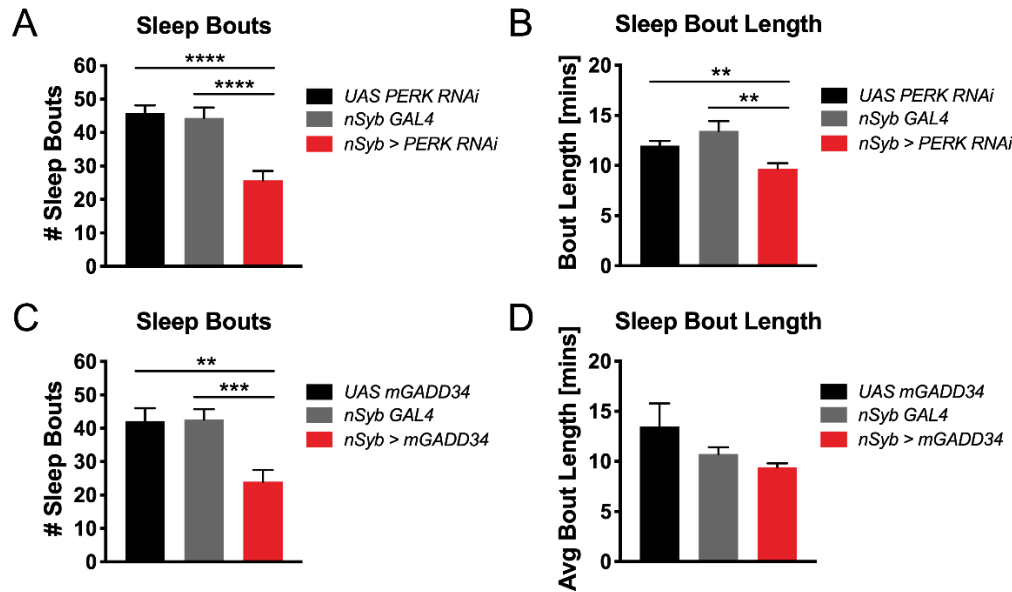 A
Sleep Bouts
# Sleep Bouts
60
50
40
30
20
10
0
****
****
UAS PERK RNAi
nSyb GAL4
nSyb > PERK RNAi
B
Sleep Bout Length
Bout Length [mins]
20
15
10
5
0
**
**
UAS PERK RNAi
nSyb GAL4
nSyb > PERK RNAi
C
Sleep Bouts
# Sleep Bouts
60
50
40
30
20
10
0
**
***
UAS mGADD34
nSyb GAL4
nSyb > mGADD34
D
Sleep Bout Length
Avg Bout Length [mins]
20
15
10
5
0
UAS mGADD34
nSyb GAL4
nSyb > mGADD34